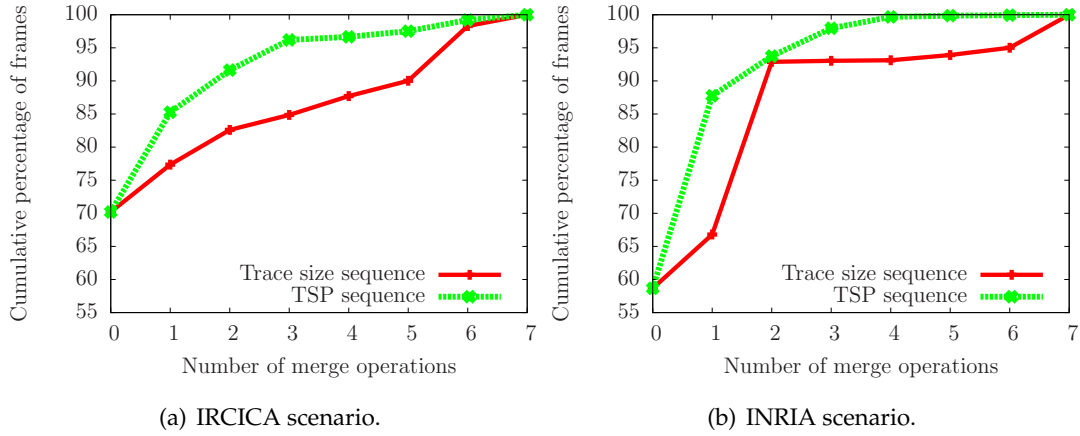 Cumulative percentage of frames
100
95
90
85
80
75
70
65
60
55
Trace size sequence
TSP sequence
0 1 2 3 4 5 6 7
Number of merge operations
(a) IRCICA scenario.
Cumulative percentage of frames
100
95
90
85
80
75
70
65
60
55
Trace size sequence
TSP sequence
0 1 2 3 4 5 6 7
Number of merge operations
(b) INRIA scenario.